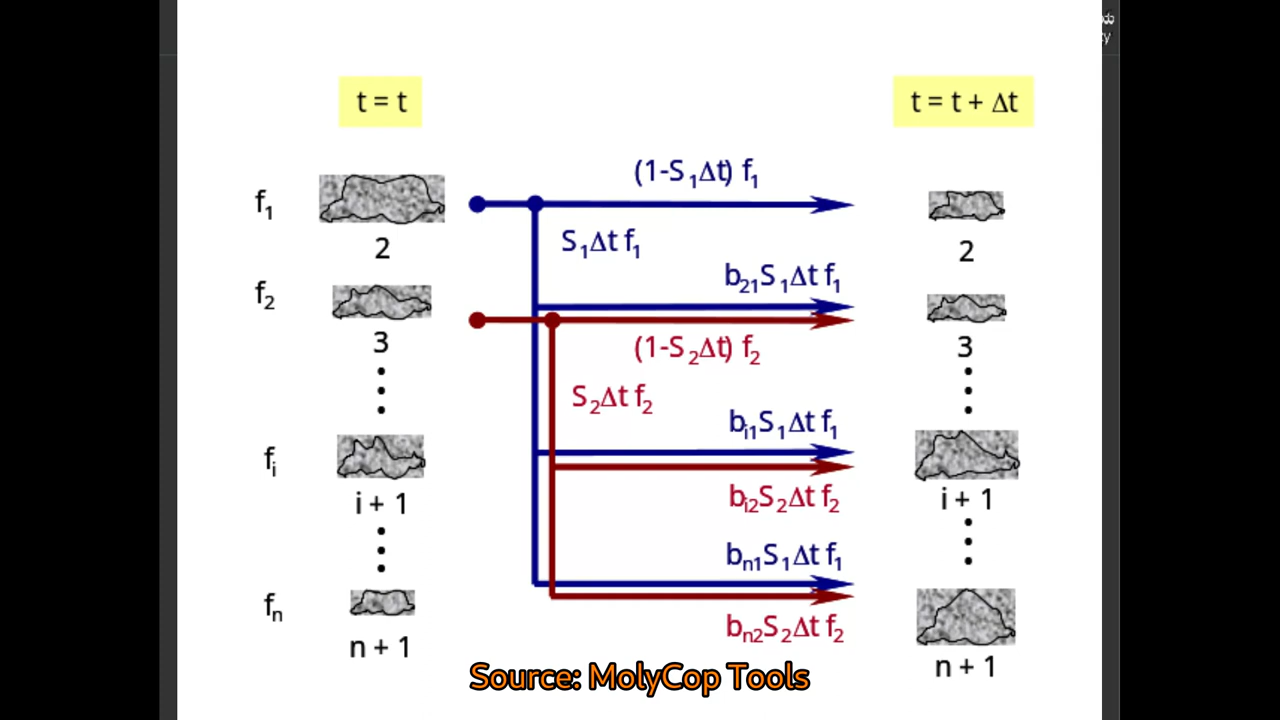 t = t
t = t + Δt
f₁
2
(1-S₁Δt) f₁
S₁Δt f₁
2
f₂
3
b₂₁S₁Δt f₁
(1-S₂Δt) f₂
3
S₂Δt f₂
fᵢ
i + 1
bᵢ₁S₁Δt f₁
bᵢ₂S₂Δt f₂
i + 1
fₙ
n + 1
bₙ₁S₁Δt f₁
bₙ₂S₂Δt f₂
n + 1
Source: MolyCop Tools